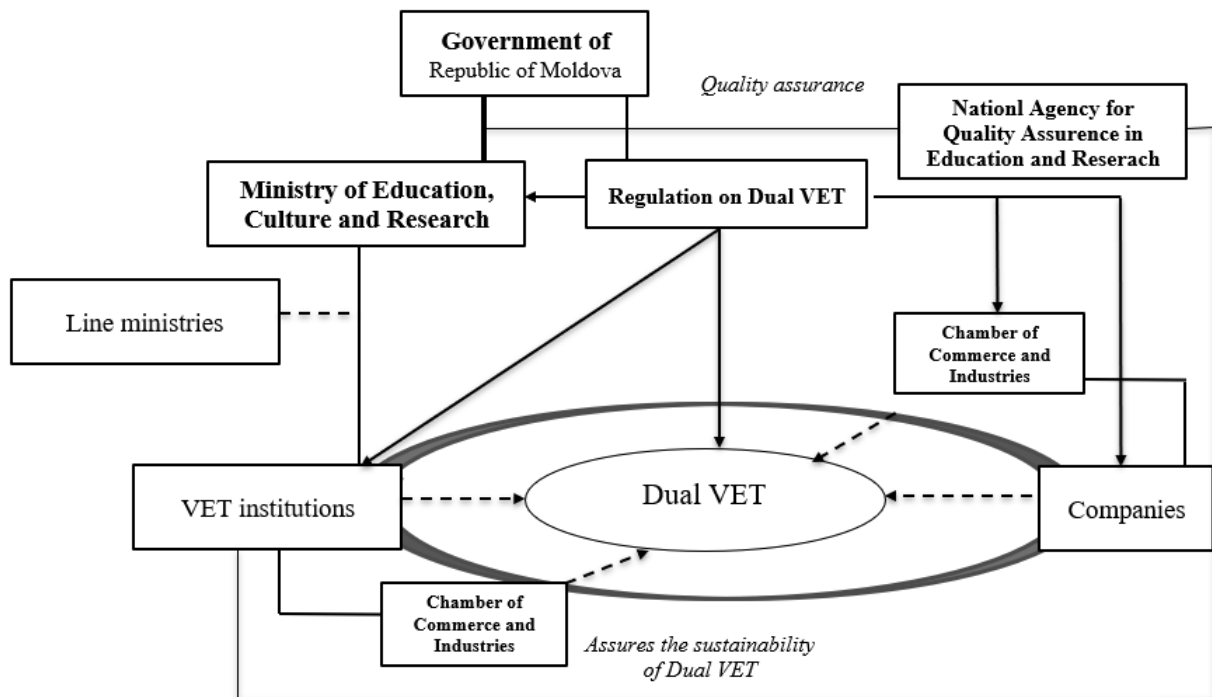 Government of
Republic of Moldova
Quality assurance
Nationl Agency for
Quality Assurence in
Education and Reserach
Ministry of Education,
Culture and Research
Regulation on Dual VET
Line ministries
Chamber of
Commerce and
Industries
VET institutions
Dual VET
Companies
Chamber of
Commerce and
Industries
Assures the sustainability
of Dual VET